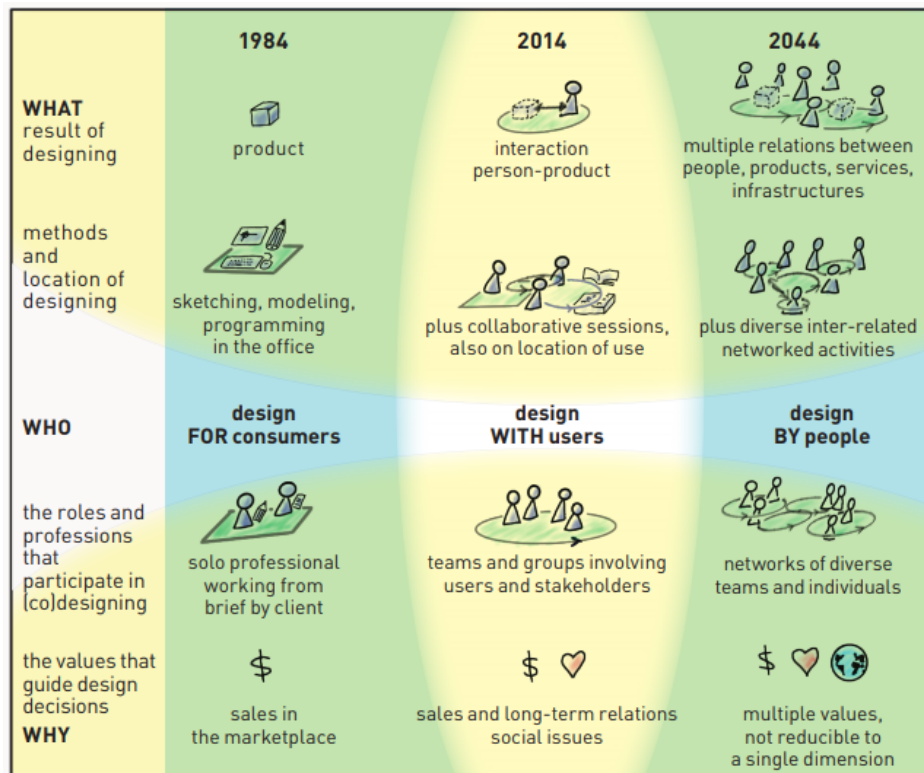 1984
2014
2044
WHAT
result of
designing
product
interaction
person-product
multiple relations between
people, products, services,
infrastructures
methods
and
location of
designing
sketching, modeling,
programming
in the office
plus collaborative sessions,
also on location of use
plus diverse inter-related
networked activities
WHO
design
FOR consumers
design
WITH users
design
BY people
the roles and
professions
that
participate in
(co)designing
solo professional
working from
brief by client
teams and groups involving
users and stakeholders
networks of diverse
teams and individuals
the values that
guide design
decisions
WHY
$
sales in
the marketplace
$
sales and long-term relations
social issues
$
multiple values,
not reducible to
a single dimension